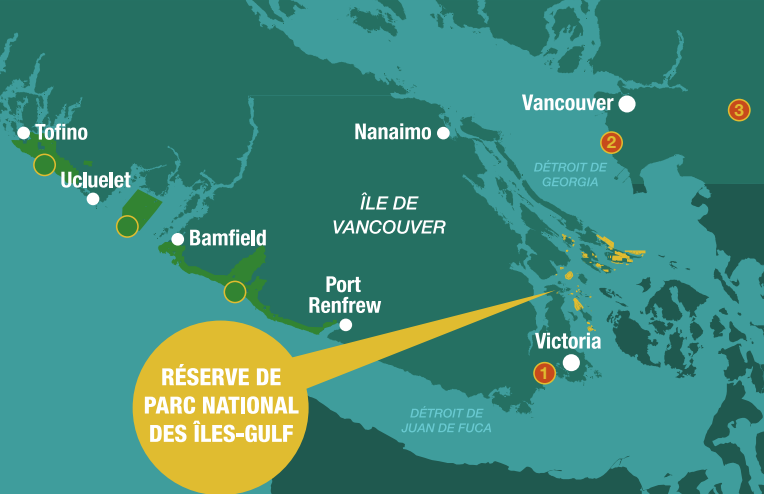 Vancouver
3
Tofino
Nanaimo
2
DÉTROIT DE
GEORGIA
Ucluelet
ÎLE DE
VANCOUVER
Bamfield
Port
Renfrew
Victoria
1
RÉSERVE DE
PARC NATIONAL
DES ÎLES-GULF
DÉTROIT DE
JUAN DE FUCA